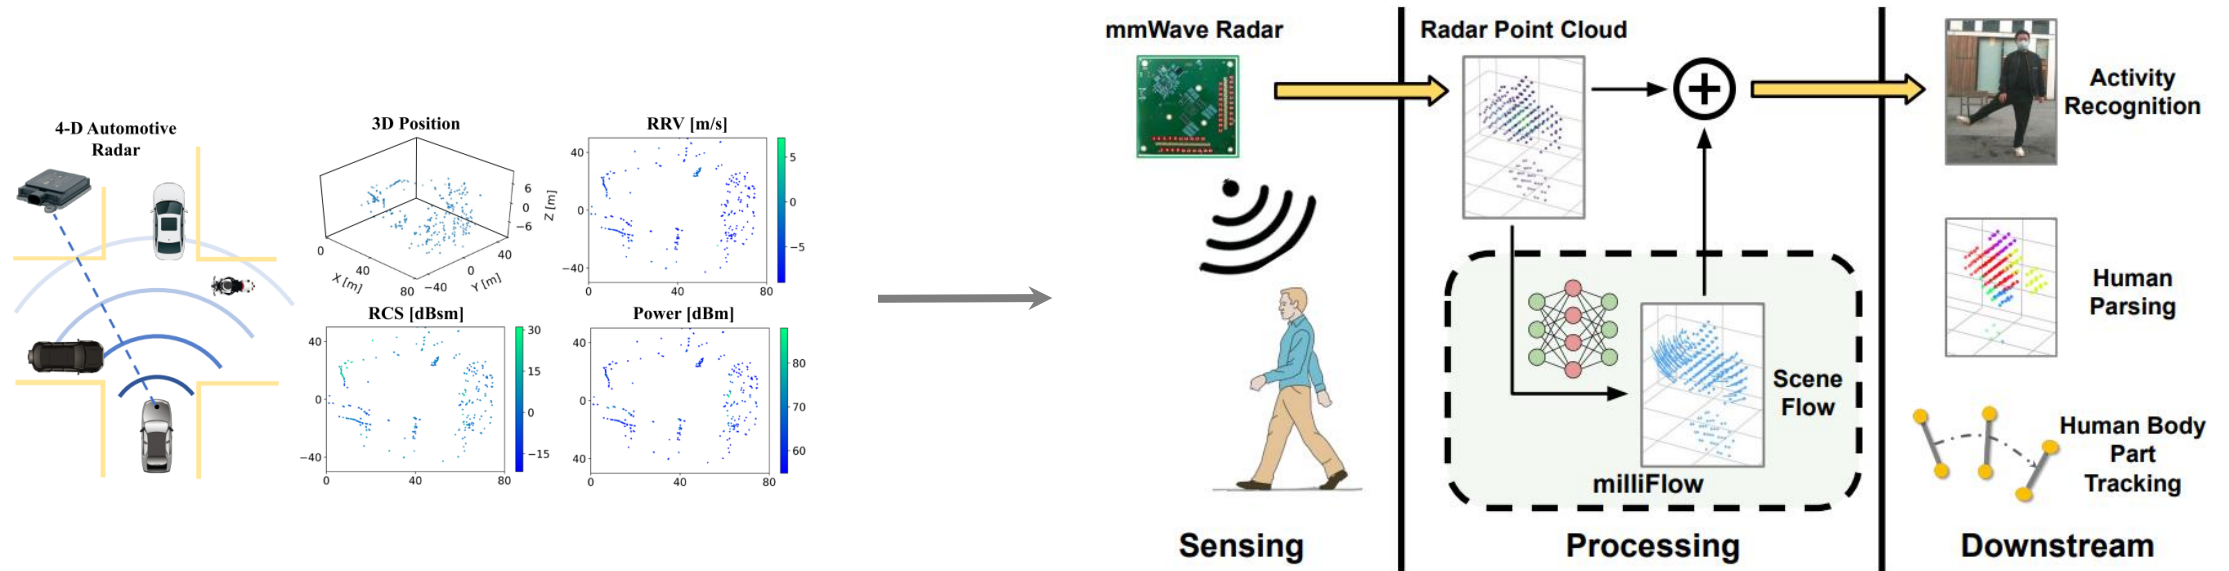 4-D Automotive
Radar
3D Position
6
0
−6
Z [m]
0
40
80
X [m]
−40
0
40
Y [m]
RRV [m/s]
40
0
−40
0
40
80
5
0
−5
RCS [dBsm]
40
0
−40
0
40
80
30
15
0
−15
Power [dBm]
40
0
40
0
40
80
80
70
60
mmWave Radar
Sensing
Radar Point Cloud
Scene
Flow
milliFlow
Processing
Activity
Recognition
Human
Parsing
Human Body
Part
Tracking
Downstream